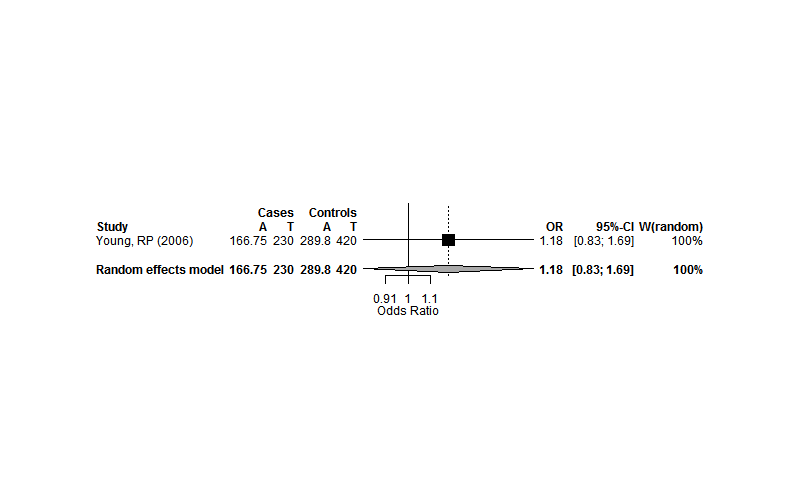 Cases Controls
Study A T A T OR 95%-CI W(random)
Young, RP (2006) 166.75 230 289.8 420 1.18 [0.83; 1.69] 100%
Random effects model 166.75 230 289.8 420 1.18 [0.83; 1.69] 100%
0.91 1 1.1
Odds Ratio